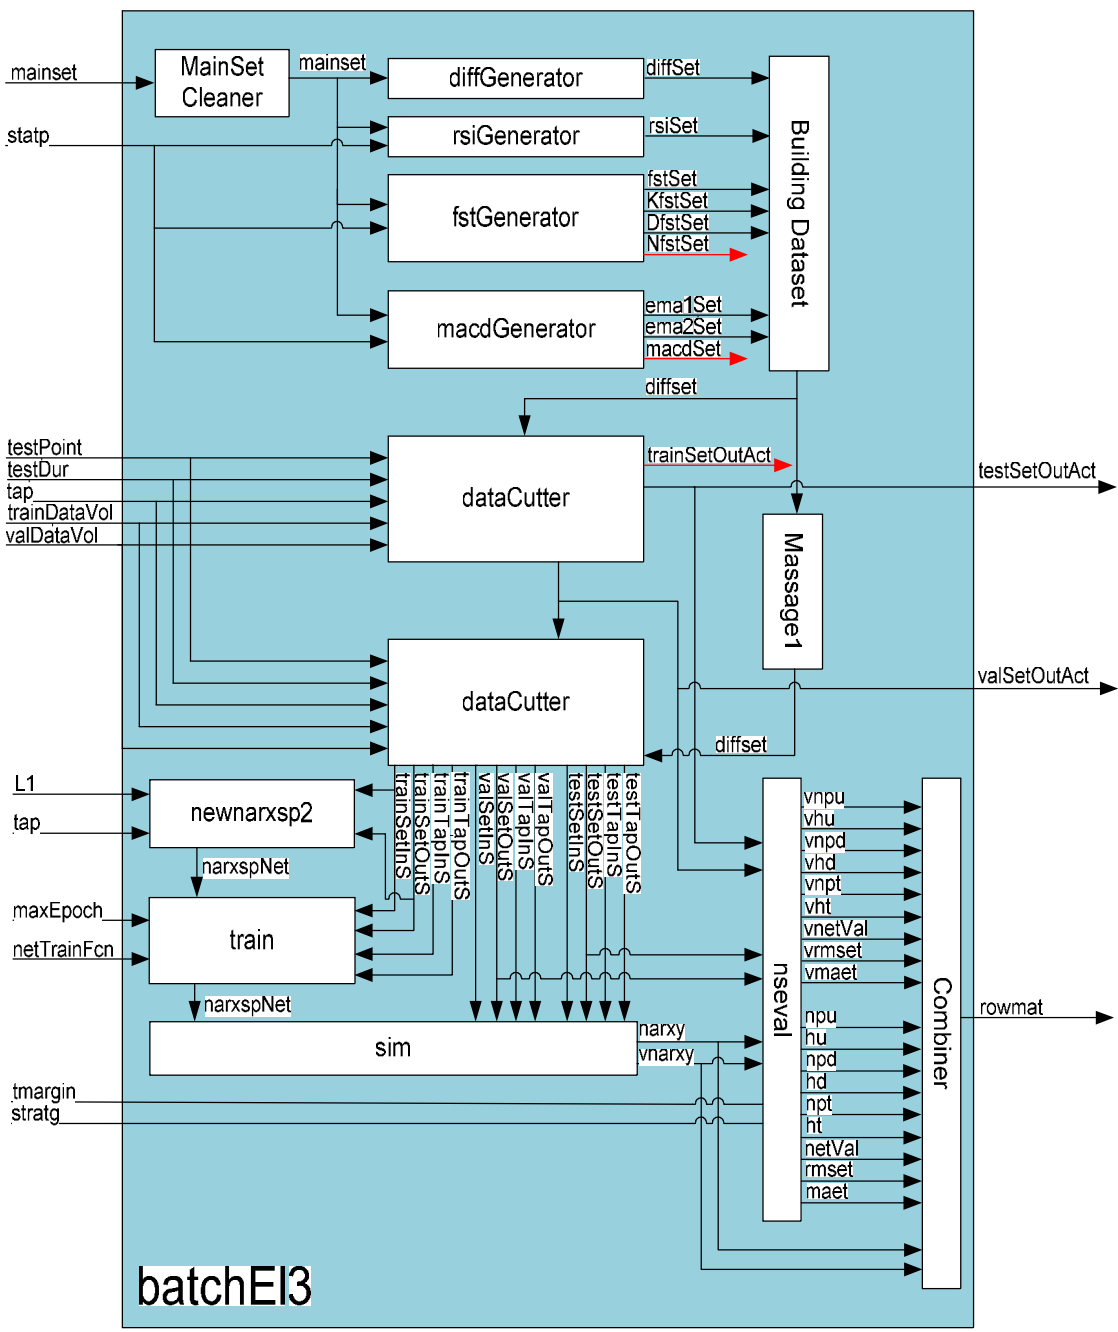 mainset
MainSet
Cleaner
mainset
diffGenerator
diffSet
statp
rsiGenerator
rsiSet
fstGenerator
fstSet
KfstSet
DfstSet
NfstSet
macdGenerator
ema1Set
ema2Set
macdSet
Building Dataset
diffset
testPoint
testDur
tap
trainDataVol
valDataVol
dataCutter
trainSetOutAct
testSetOutAct
Massage1
dataCutter
valSetOutAct
diffset
L1
tap
newnarxsp2
trainSetInS
trainSetOutS
trainTapInS
trainTapOutS
valSetInS
valSetOutS
valTapInS
valTapOutS
testSetInS
testSetOutS
testTapInS
testTapOutS
narxspNet
maxEpoch
netTrainFcn
train
narxspNet
sim
narxy
vnarxy
tmargin
stratg
nseval
vnpu
vhu
vnpd
vhd
vnpt
vht
vnetVal
vrmset
vmaet
npu
hu
npd
hd
npt
ht
netVal
rmset
maet
Combiner
rowmat
batchEl3